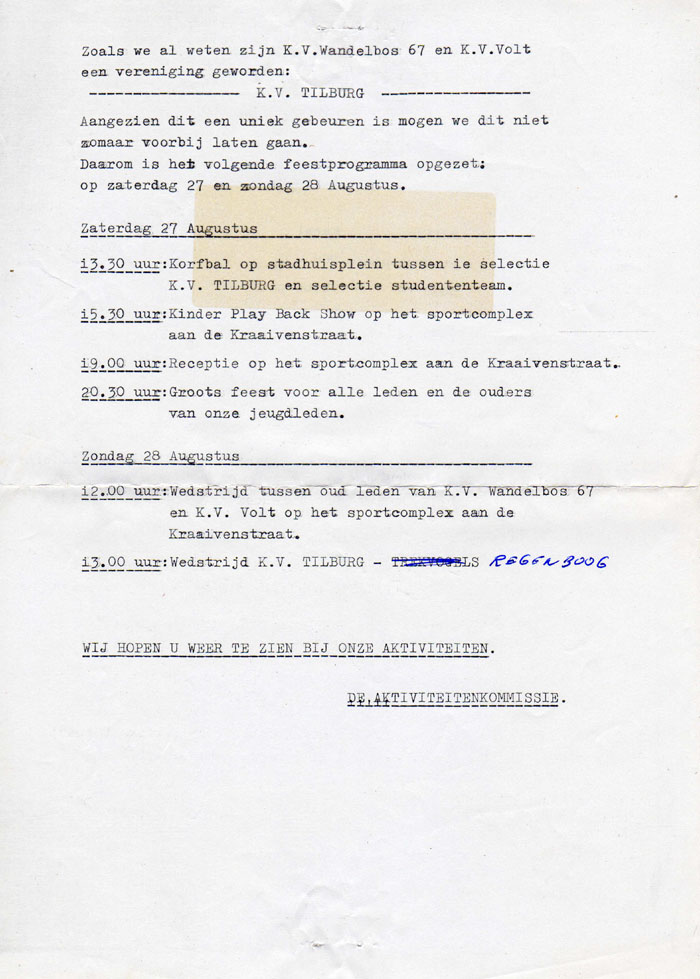 Zoals we al weten zijn K.V.Wandelbos 67 en K.V.Volt
een vereniging geworden:
----------------- K.V. TILBURG -----------------
Aangezien dit een uniek gebeuren is mogen we dit niet
zomaar voorbij laten gaan.
Daarom is het volgende feestprogramma opgezet:
op zaterdag 27 en zondag 28 Augustus.
Zaterdag 27 Augustus
i3.30 uur:Korfbal op stadhuisplein tussen ie selectie
K.V. TILBURG en selectie studententeam.
i5.30 uur:Kinder Play Back Show op het sportcomplex
aan de Kraaivenstraat.
i9.00 uur:Receptie op het sportcomplex aan de Kraaivenstraat.
20.30 uur:Groots feest voor alle leden en de ouders
van onze jeugdleden.
Zondag 28 Augustus
i2.00 uur:Wedstrijd tussen oud leden van K.V. Wandelbos 67
en K.V. Volt op het sportcomplex aan de
Kraaivenstraat.
i3.00 uur:Wedstrijd K.V. TILBURG - TREKVOGELS REGENBOOG
WIJ HOPEN U WEER TE ZIEN BIJ ONZE AKTIVITEITEN.
DE AKTIVITEITENKOMMISSIE.